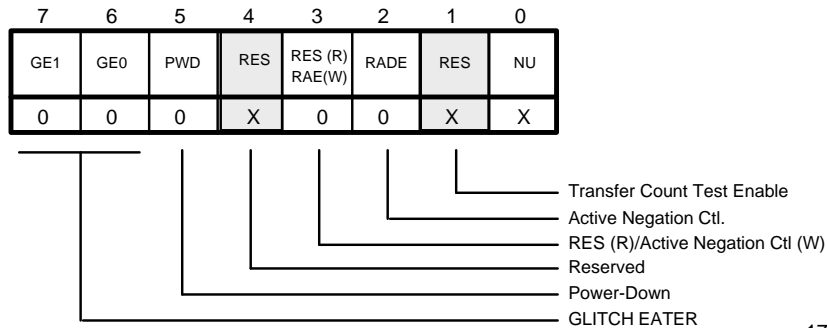 7 6 5 4 3 2 1 0
GE1 GE0 PWD RES RES (R) RAE(W) RADE RES NU
0 0 0 X 0 0 X X
Transfer Count Test Enable
Active Negation Ctl.
RES (R)/Active Negation Ctl (W)
Reserved
Power-Down
GLITCH EATER